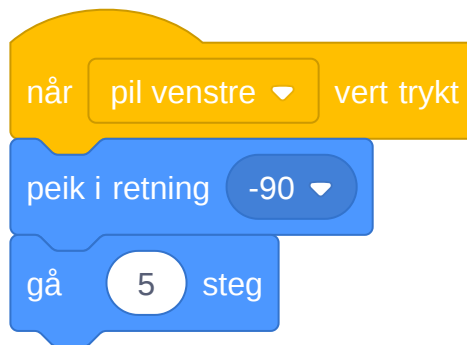 når pil venstre vert trykt
peik i retning -90
gå 5 steg